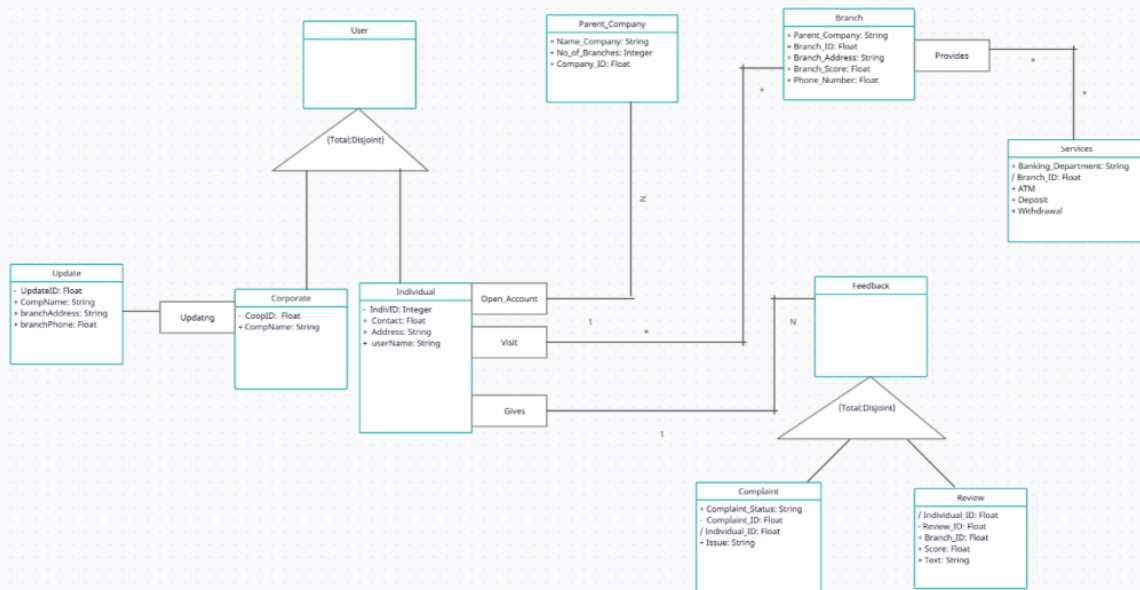 User
{Total;Disjoint}
Parent_Company
+ Name_Company: String
+ No_of_Branches: Integer
+ Company_ID: Float
Branch
+ Parent_Company: String
+ Branch_ID: Float
+ Branch_Address: String
+ Branch_Score: Float
+ Phone_Number: Float
Provides
*
*
*
Services
+ Banking_Department: String
/ Branch_ID: Float
+ ATM
+ Deposit
+ Withdrawal
N
Update
- UpdateID: Float
+ CompName: String
+ branchAddress: String
+ branchPhone: Float
Updatng
Corporate
- CoopID: Float
+ CompName: String
Individual
- IndivID: Integer
+ Contact: Float
+ Address: String
+ userName: String
Open_Account
1
Visit
*
Gives
1
N
Feedback
{Total;Disjoint}
Complaint
+ Complaint_Status: String
- Complaint_ID: Float
/ Individual_ID: Float
+ Issue: String
Review
/ Individual_ID: Float
- Review_ID: Float
+ Branch_ID: Float
+ Score: Float
+ Text: String